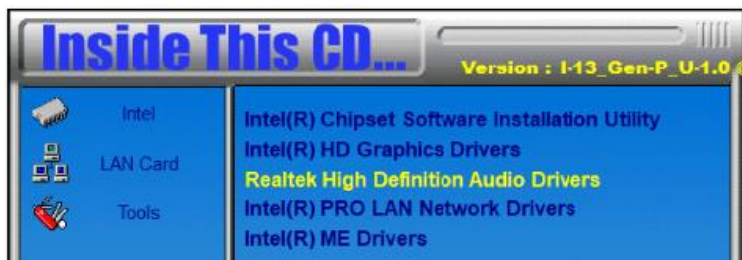 Inside This CD...
Version : I-13_Gen-P_U-1.0
Intel
LAN Card
Tools
Intel(R) Chipset Software Installation Utility
Intel(R) HD Graphics Drivers
Realtek High Definition Audio Drivers
Intel(R) PRO LAN Network Drivers
Intel(R) ME Drivers